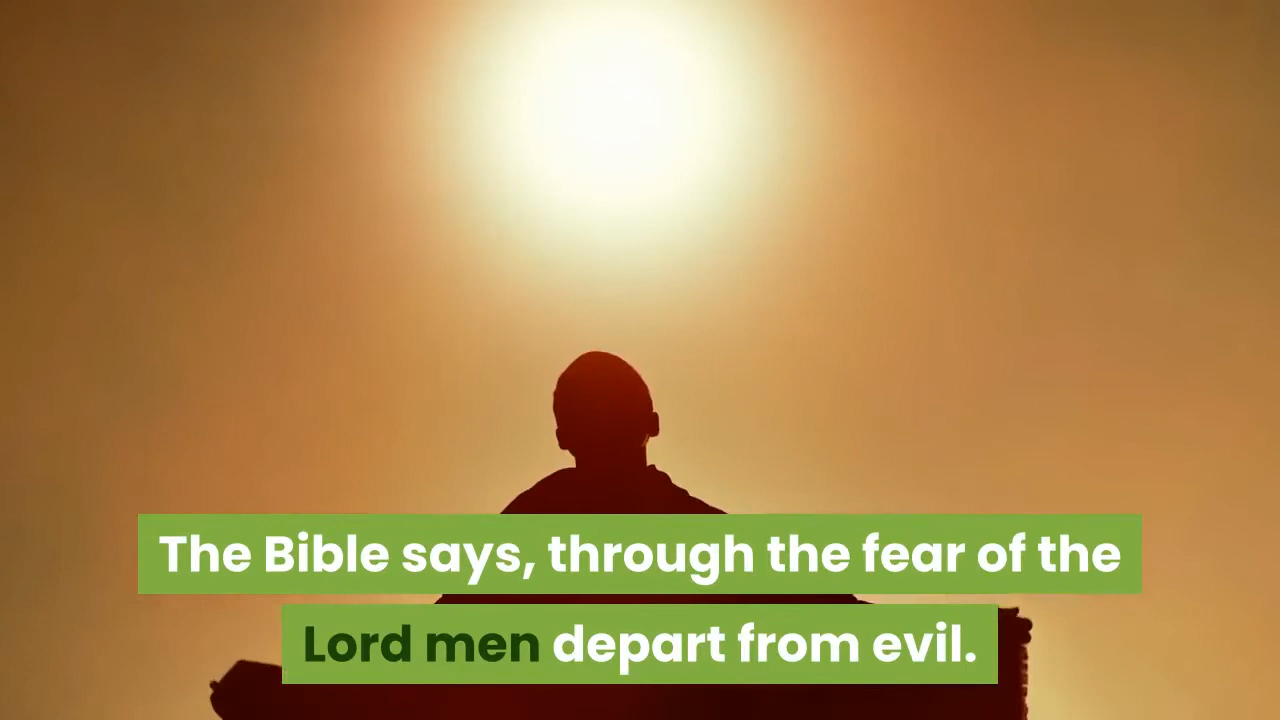 The Bible says, through the fear of the
Lord men depart from evil.